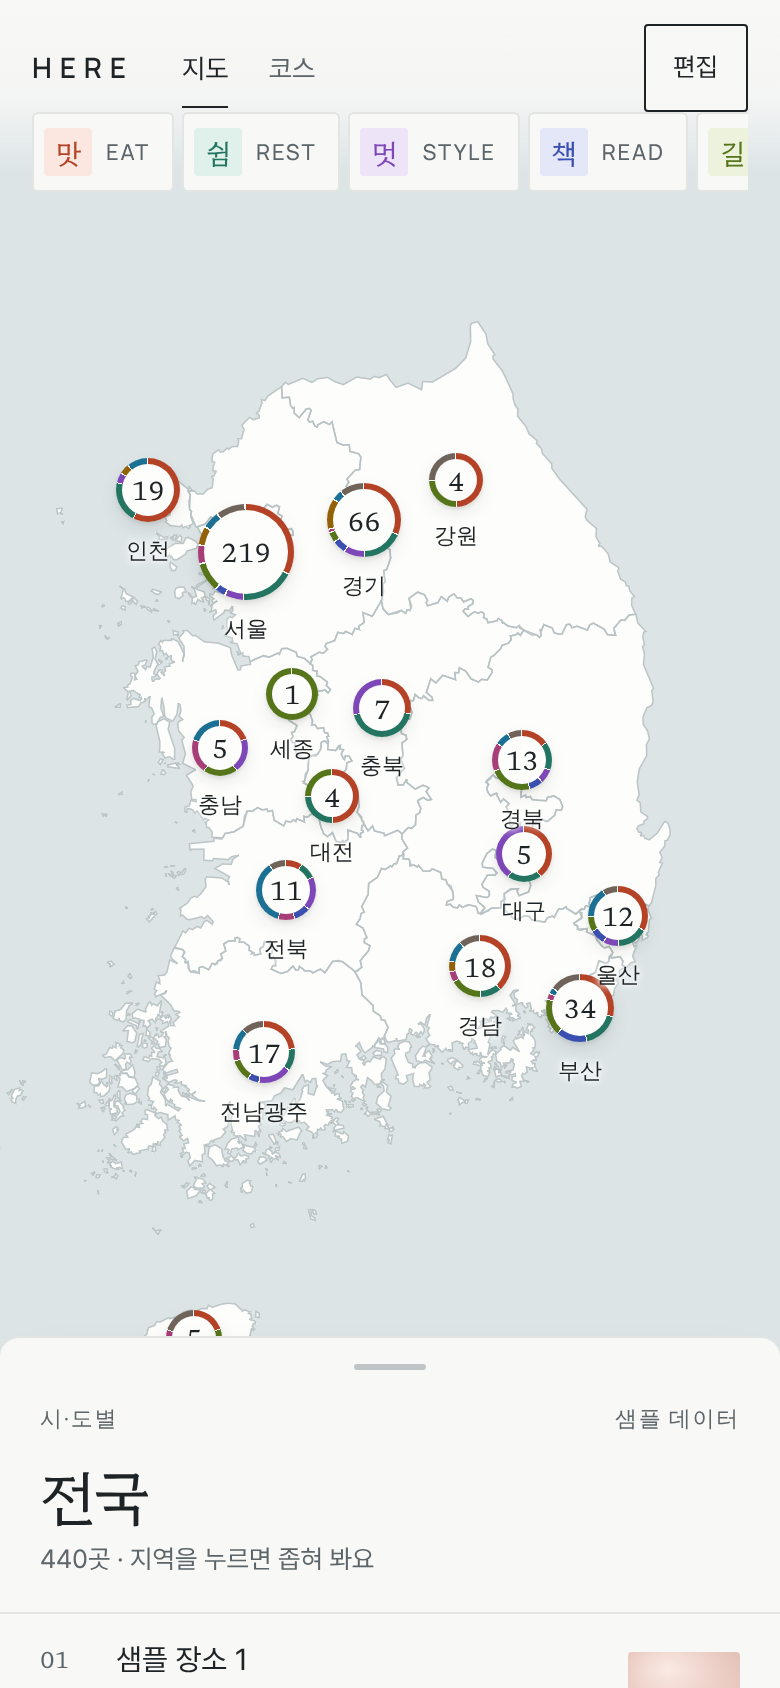 HERE 지도 코스 편집
맛 EAT 쉼 REST 멋 STYLE 책 READ 길
4
강원
19
인천
66
경기
219
서울
1
세종
7
충북
5
충남
13
경북
4
대전
5
대구
11
전북
12
울산
18
경남
34
부산
17
전남광주
5
시·도별 샘플 데이터
전국
440곳 · 지역을 누르면 좁혀 봐요
01 샘플 장소 1